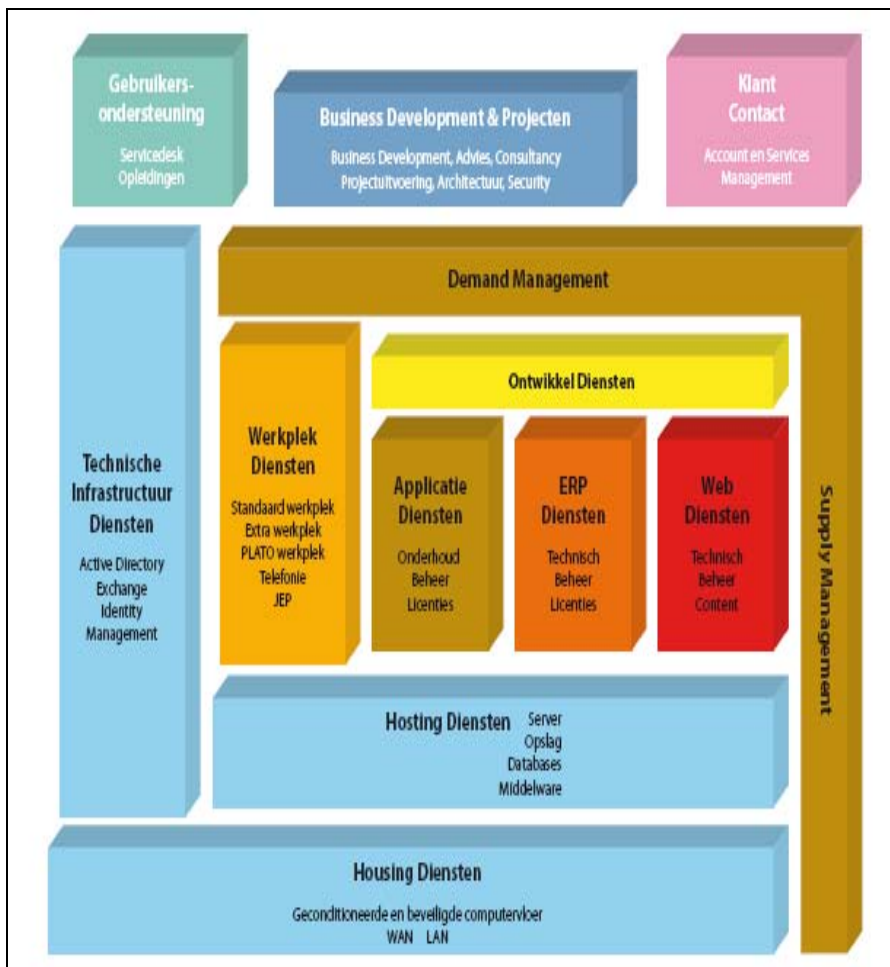 Gebruikers-
ondersteuning
Servicedesk
Opleidingen
Business Development & Projecten
Business Development, Advies, Consultancy
Projectuitvoering, Architectuur, Security
Klant
Contact
Account en Services
Management
Demand Management
Supply Management
Technische
Infrastructuur
Diensten
Active Directory
Exchange
Identity
Management
Werkplek
Diensten
Standaard werkplek
Extra werkplek
PLATO werkplek
Telefonie
JEP
Ontwikkel Diensten
Applicatie
Diensten
Onderhoud
Beheer
Licenties
ERP
Diensten
Technisch
Beheer
Licenties
Web
Diensten
Technisch
Beheer
Content
Hosting Diensten Server
Opslag
Databases
Middelware
Housing Diensten
Geconditioneerde en beveiligde computervloer
WAN LAN